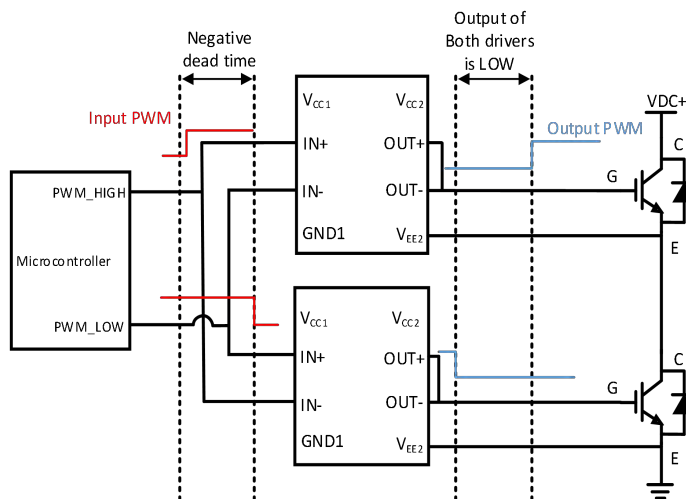 Negative
dead time
Output of
Both drivers
is LOW
Input PWM
Output PWM
VDC+
VCC1
VCC2
IN+
OUT+
IN-
OUT-
GND1
VEE2
C
G
E
PWM_HIGH
Microcontroller
PWM_LOW
VCC1
VCC2
IN+
OUT+
IN-
OUT-
GND1
VEE2
C
G
E